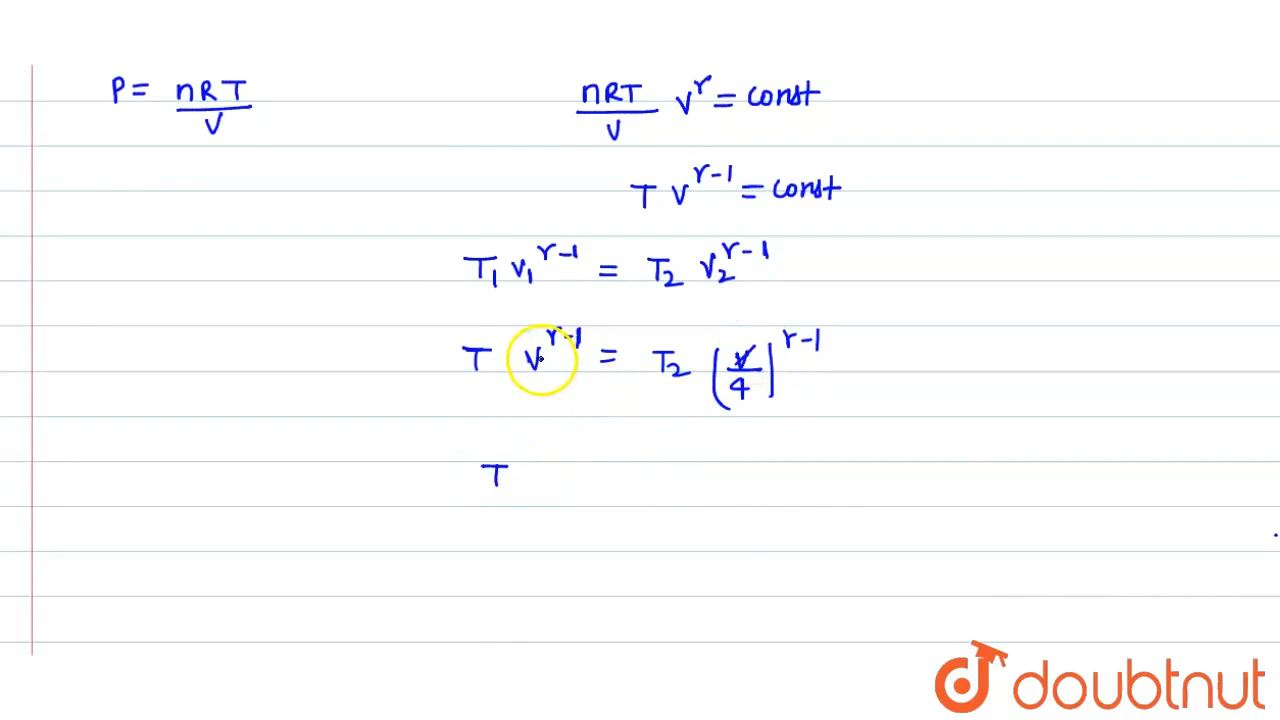 P = nRT/V
nRT/V V^r = const
T V^{r-1} = const
T₁ V₁^{r-1} = T₂ V₂^{r-1}
T V^{r-1} = T₂ [V/4]^{r-1}
T
doubtnut